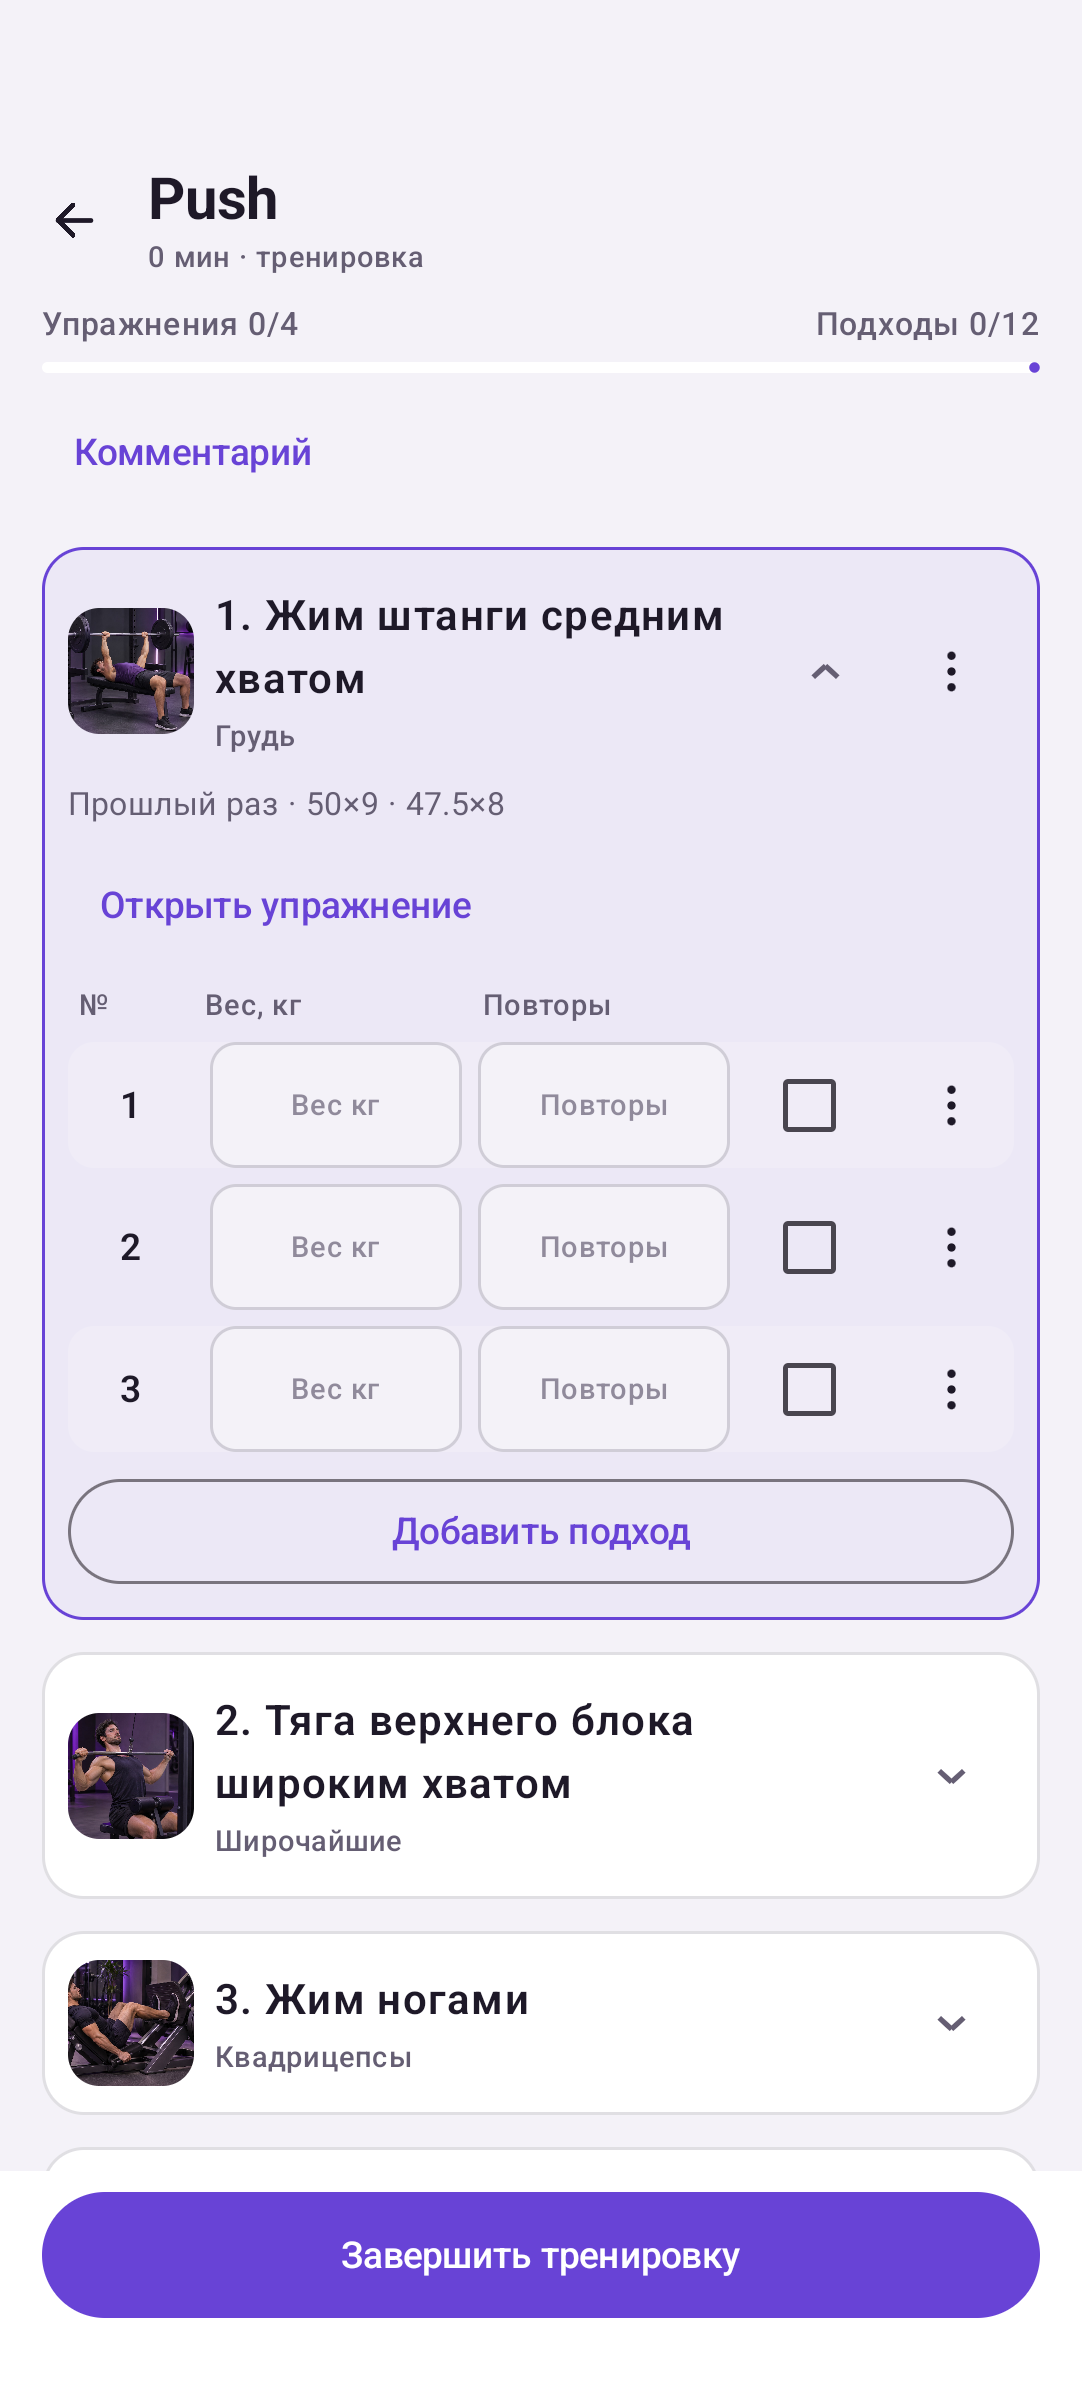 Push
0 мин · тренировка
Упражнения 0/4
Подходы 0/12
Комментарий
1. Жим штанги средним
хватом
Грудь
Прошлый раз · 50×9 · 47.5×8
Открыть упражнение
№ Вес, кг Повторы
1 Вес кг Повторы
2 Вес кг Повторы
3 Вес кг Повторы
Добавить подход
2. Тяга верхнего блока
широким хватом
Широчайшие
3. Жим ногами
Квадрицепсы
Завершить тренировку